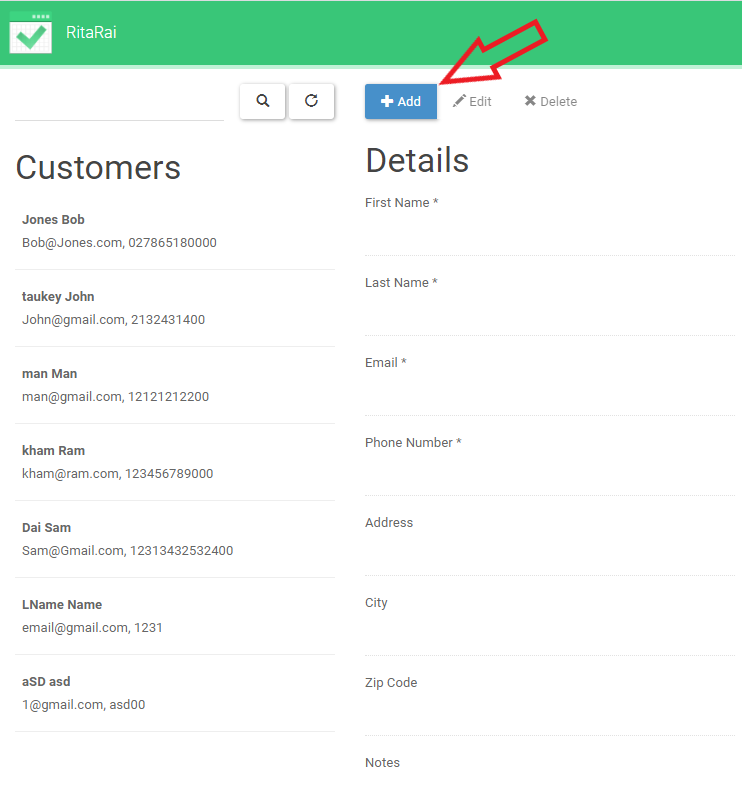 RitaRai
Add
Edit
Delete
Customers
Jones Bob
Bob@Jones.com, 027865180000
taukey John
John@gmail.com, 2132431400
man Man
man@gmail.com, 12121212200
kham Ram
kham@ram.com, 123456789000
Dai Sam
Sam@Gmail.com, 12313432532400
LName Name
email@gmail.com, 1231
aSD asd
1@gmail.com, asd00
Details
First Name *
Last Name *
Email *
Phone Number *
Address
City
Zip Code
Notes